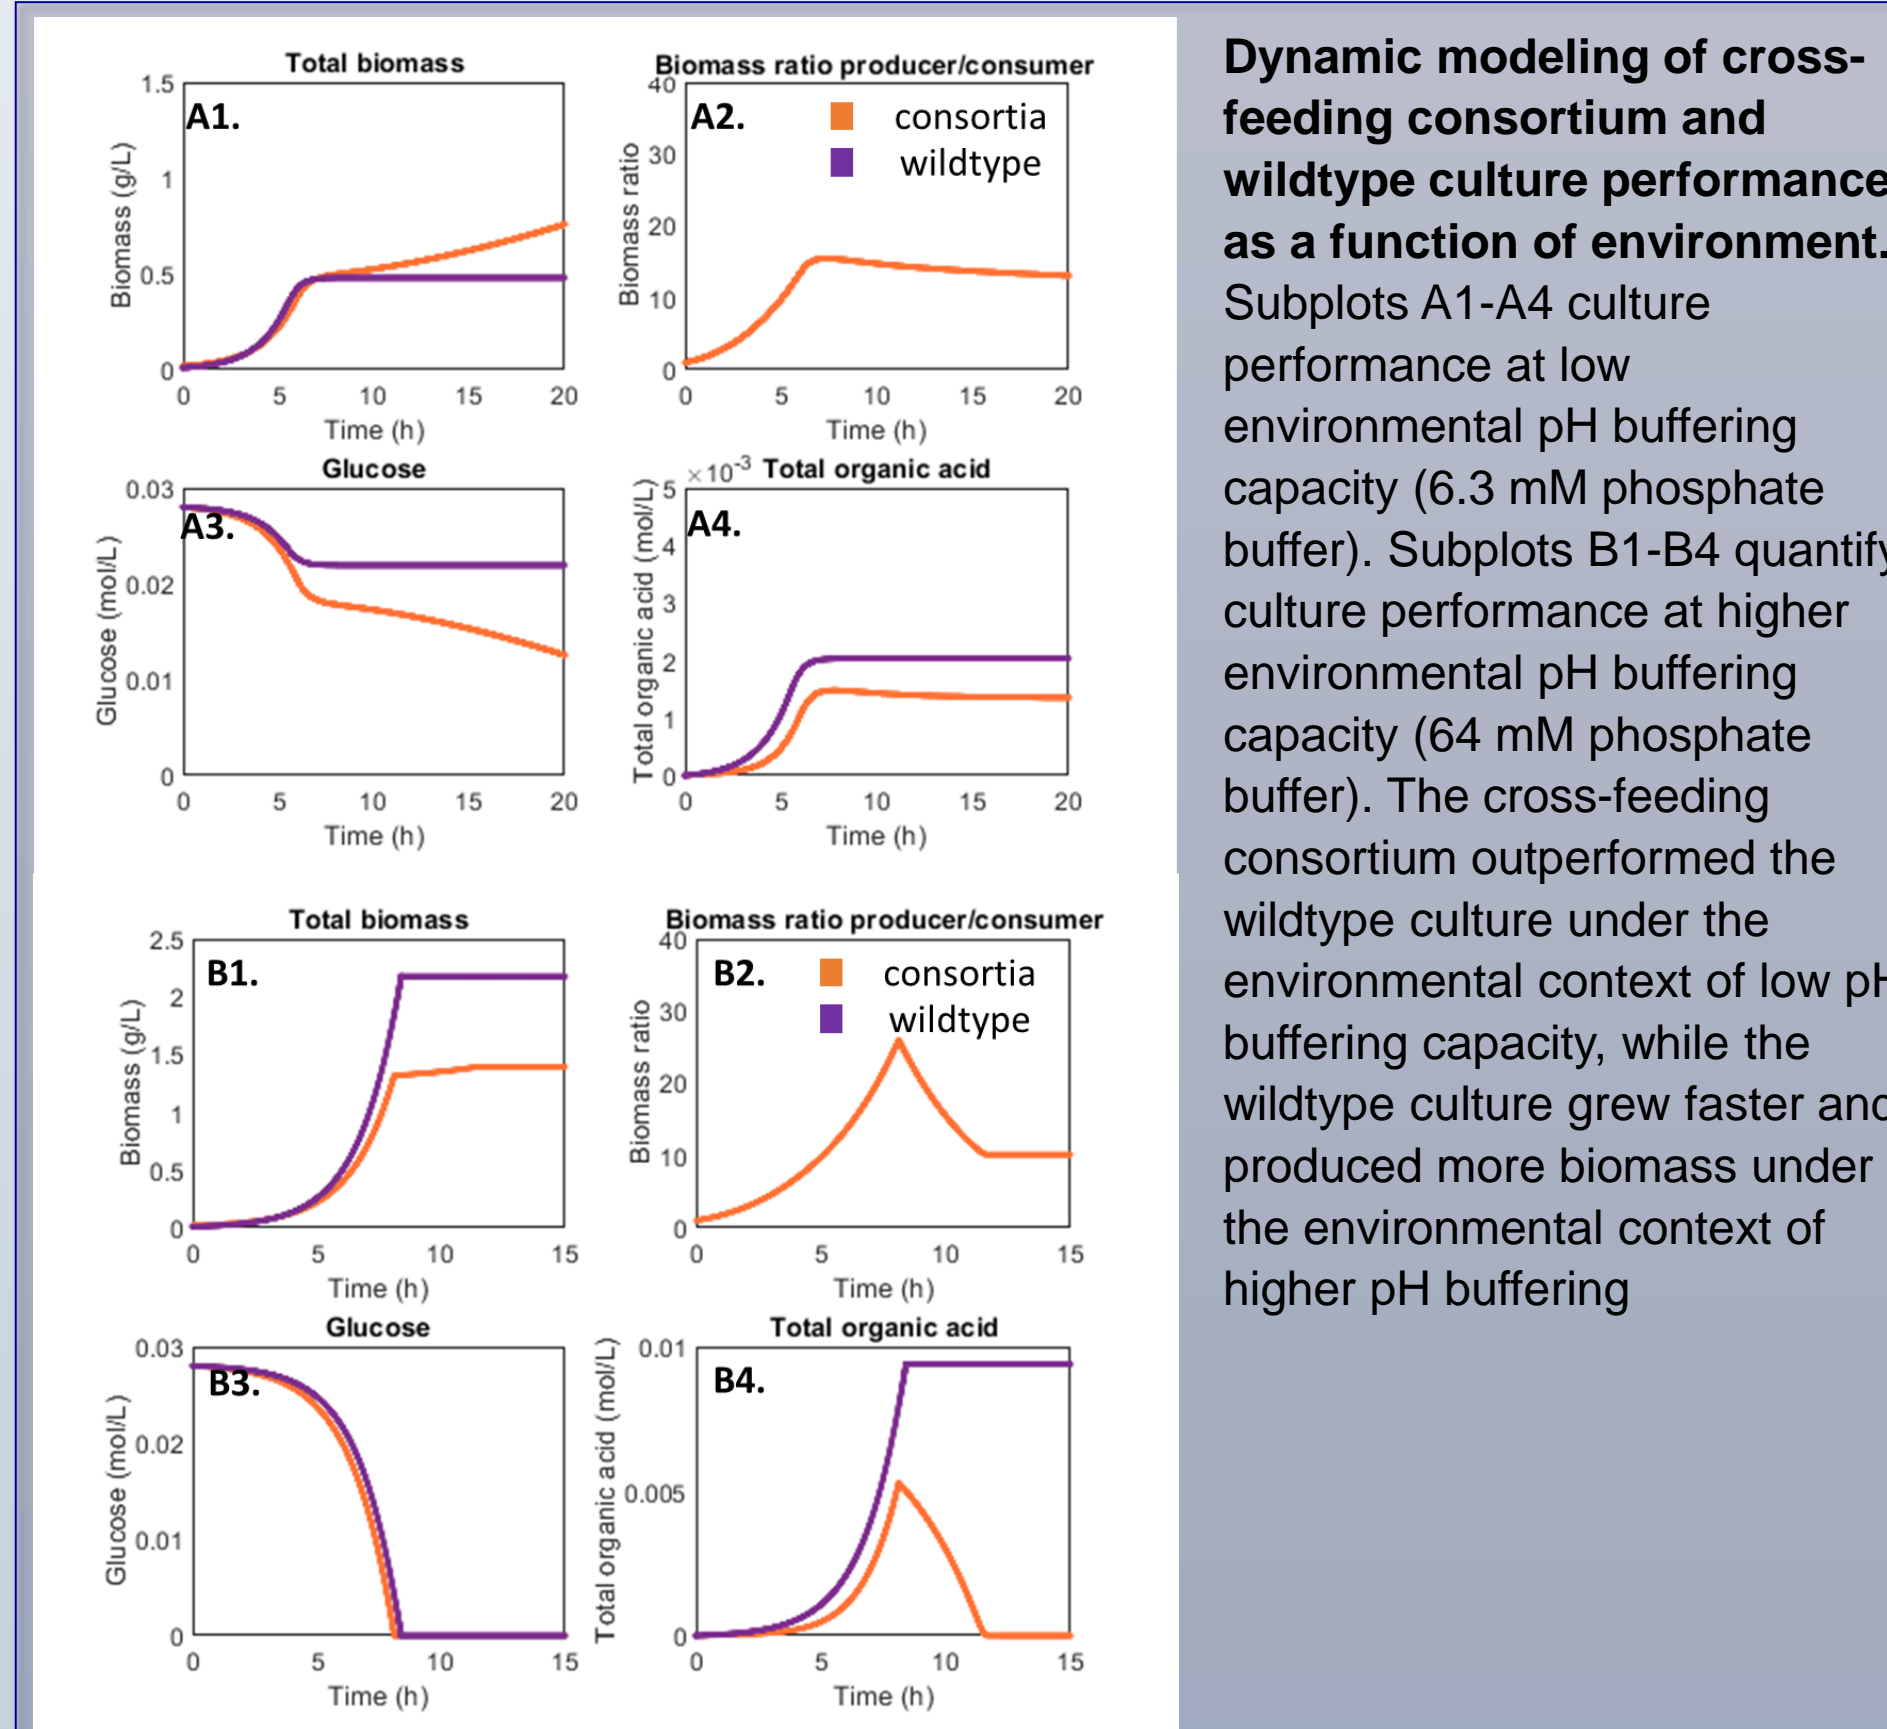 Total biomass
1.5
1
0.5
0
Biomass (g/L)
A1.
0 5 10 15 20
Time (h)
Biomass ratio producer/consumer
40
30
20
10
0
Biomass ratio
A2.
consortia
wildtype
0 5 10 15 20
Time (h)
Glucose
0.03
0.02
0.01
0
Glucose (mol/L)
A3.
0 5 10 15 20
Time (h)
×10⁻³ Total organic acid
5
4
3
2
1
0
Total organic acid (mol/L)
A4.
0 5 10 15 20
Time (h)
Total biomass
2.5
2
1.5
1
0.5
0
Biomass (g/L)
B1.
0 5 10 15
Time (h)
Biomass ratio producer/consumer
40
30
20
10
0
Biomass ratio
B2.
consortia
wildtype
0 5 10 15
Time (h)
Glucose
0.03
0.02
0.01
0
Glucose (mol/L)
B3.
0 5 10 15
Time (h)
Total organic acid
0.01
0.005
0
Total organic acid (mol/L)
B4.
0 5 10 15
Time (h)
Dynamic modeling of cross-
feeding consortium and
wildtype culture performance
as a function of environment.
Subplots A1-A4 culture
performance at low
environmental pH buffering
capacity (6.3 mM phosphate
buffer). Subplots B1-B4 quantify
culture performance at higher
environmental pH buffering
capacity (64 mM phosphate
buffer). The cross-feeding
consortium outperformed the
wildtype culture under the
environmental context of low pH
buffering capacity, while the
wildtype culture grew faster and
produced more biomass under
the environmental context of
higher pH buffering